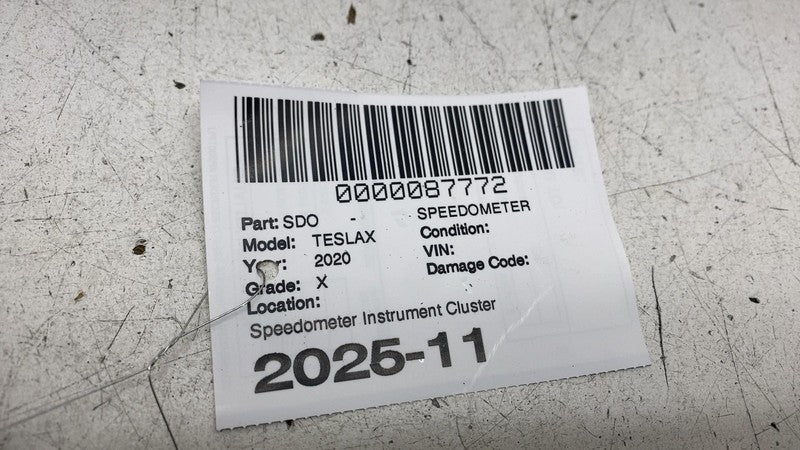 0000087772
Part: SDO - SPEEDOMETER
Model: TESLAX Condition:
Year: 2020 VIN:
Grade: X Damage Code:
Location:
Speedometer Instrument Cluster
2025-11